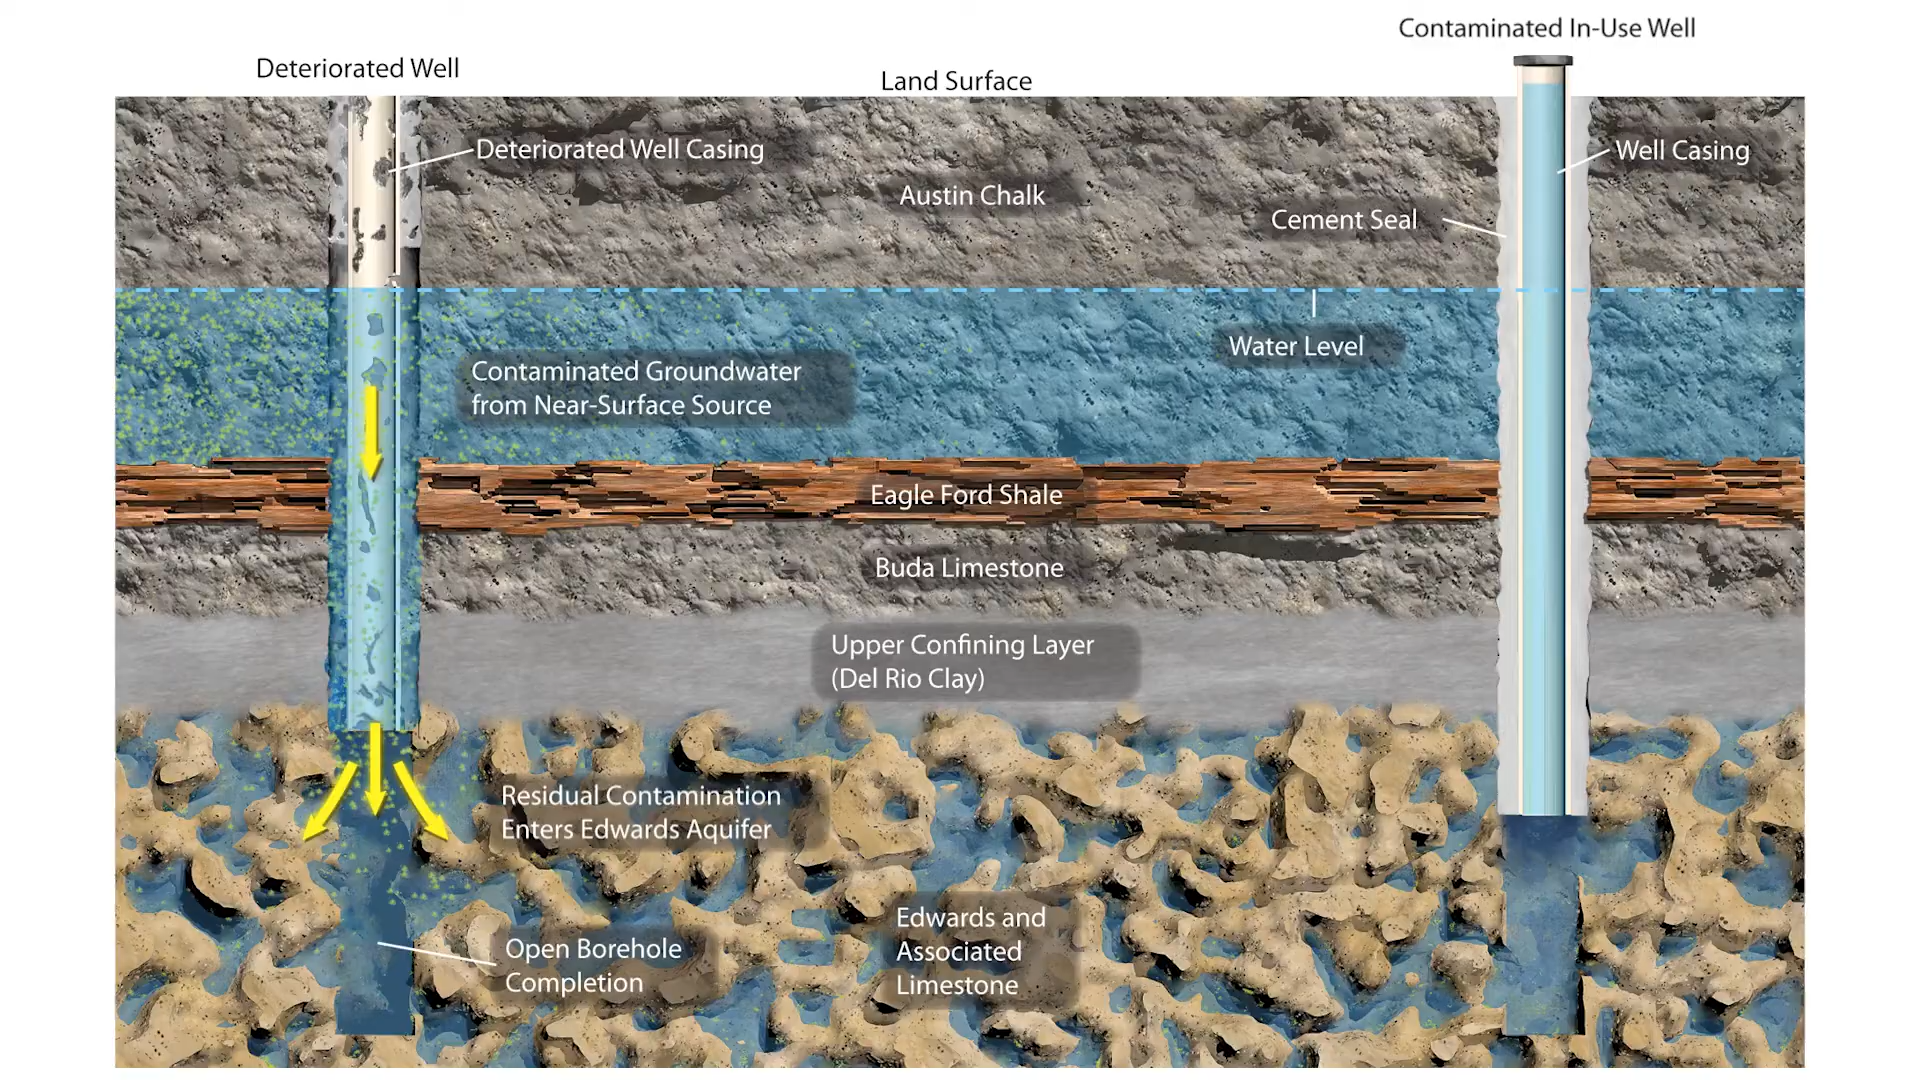 Contaminated In-Use Well
Deteriorated Well
Land Surface
Deteriorated Well Casing
Well Casing
Austin Chalk
Cement Seal
Water Level
Contaminated Groundwater
from Near-Surface Source
Eagle Ford Shale
Buda Limestone
Upper Confining Layer
(Del Rio Clay)
Residual Contamination
Enters Edwards Aquifer
Edwards and
Associated
Limestone
Open Borehole
Completion